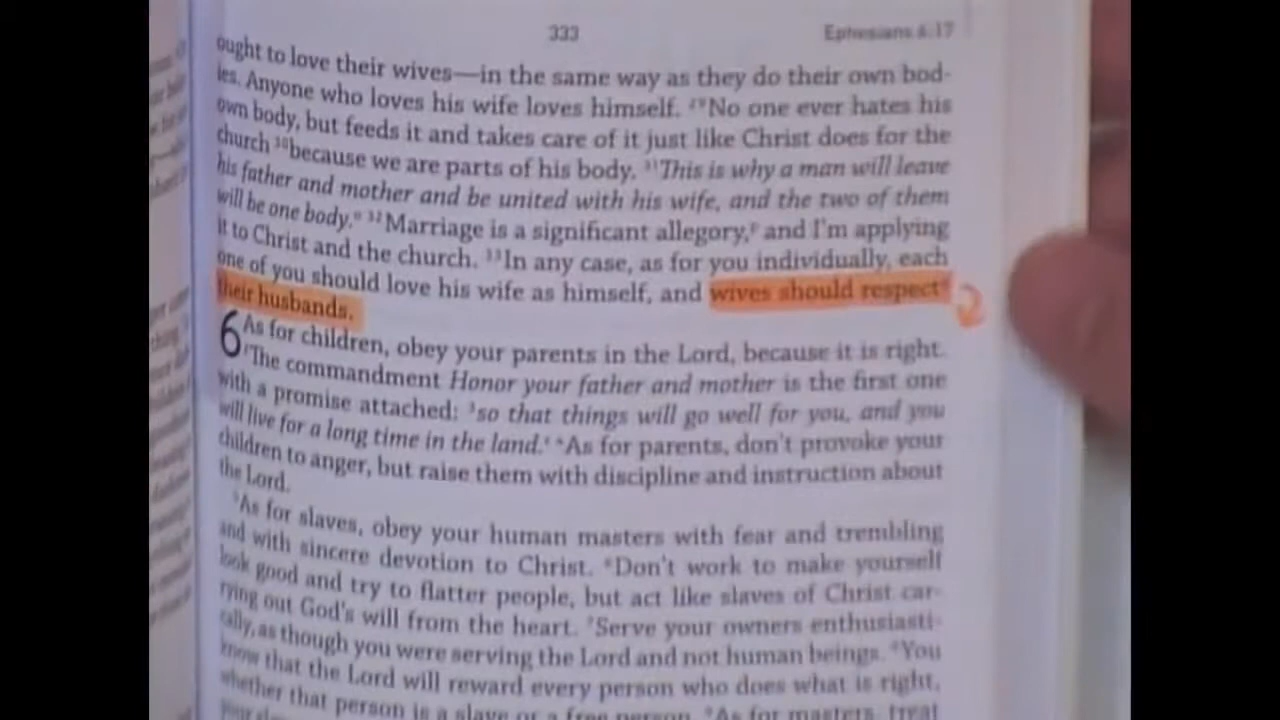 333 Ephesians 6:17
ought to love their wives—in the same way as they do their own bod-
ies. Anyone who loves his wife loves himself. ²⁹No one ever hates his
own body, but feeds it and takes care of it just like Christ does for the
church ³⁰because we are parts of his body. ³¹This is why a man will leave
his father and mother and be united with his wife, and the two of them
will be one body. ³²Marriage is a significant allegory, and I'm applying
it to Christ and the church. ³³In any case, as for you individually, each
one of you should love his wife as himself, and wives should respect
their husbands.
6 As for children, obey your parents in the Lord, because it is right.
The commandment Honor your father and mother is the first one
with a promise attached: ³so that things will go well for you, and you
will live for a long time in the land. ⁴As for parents, don't provoke your
children to anger, but raise them with discipline and instruction about
the Lord.
⁵As for slaves, obey your human masters with fear and trembling
and with sincere devotion to Christ. ⁶Don't work to make yourself
look good and try to flatter people, but act like slaves of Christ car-
rying out God's will from the heart. ⁷Serve your owners enthusiasti-
cally, as though you were serving the Lord and not human beings. ⁸You
know that the Lord will reward every person who does what is right,
whether that person is a slave or a free person. ⁹As for masters, treat